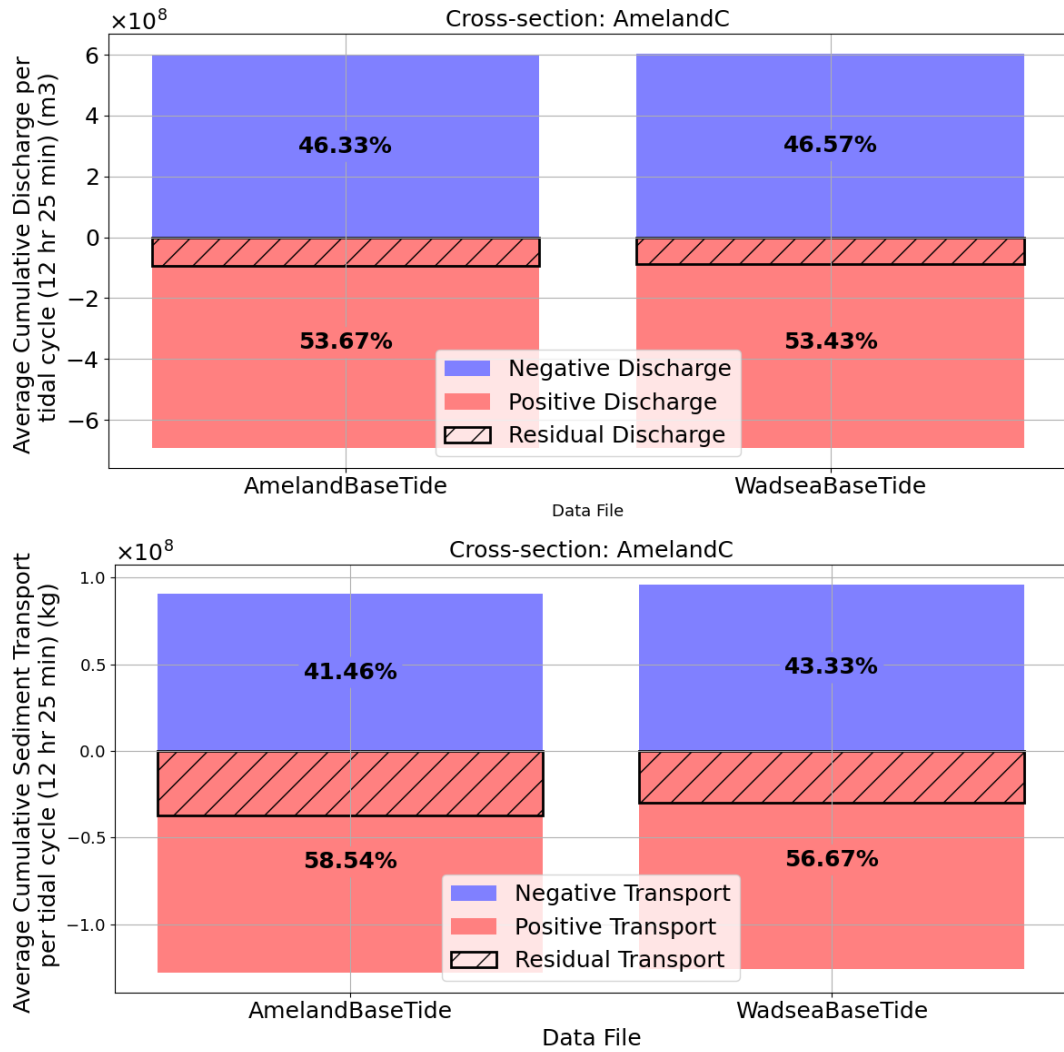 Cross-section: AmelandC
×10⁸
Average Cumulative Discharge per
tidal cycle (12 hr 25 min) (m3)
6
4
2
0
−2
−4
−6
46.33%
46.57%
53.67%
53.43%
Negative Discharge
Positive Discharge
Residual Discharge
AmelandBaseTide
WadseaBaseTide
Data File
Cross-section: AmelandC
×10⁸
Average Cumulative Sediment Transport
per tidal cycle (12 hr 25 min) (kg)
1.0
0.5
0.0
−0.5
−1.0
41.46%
43.33%
58.54%
56.67%
Negative Transport
Positive Transport
Residual Transport
AmelandBaseTide
WadseaBaseTide
Data File